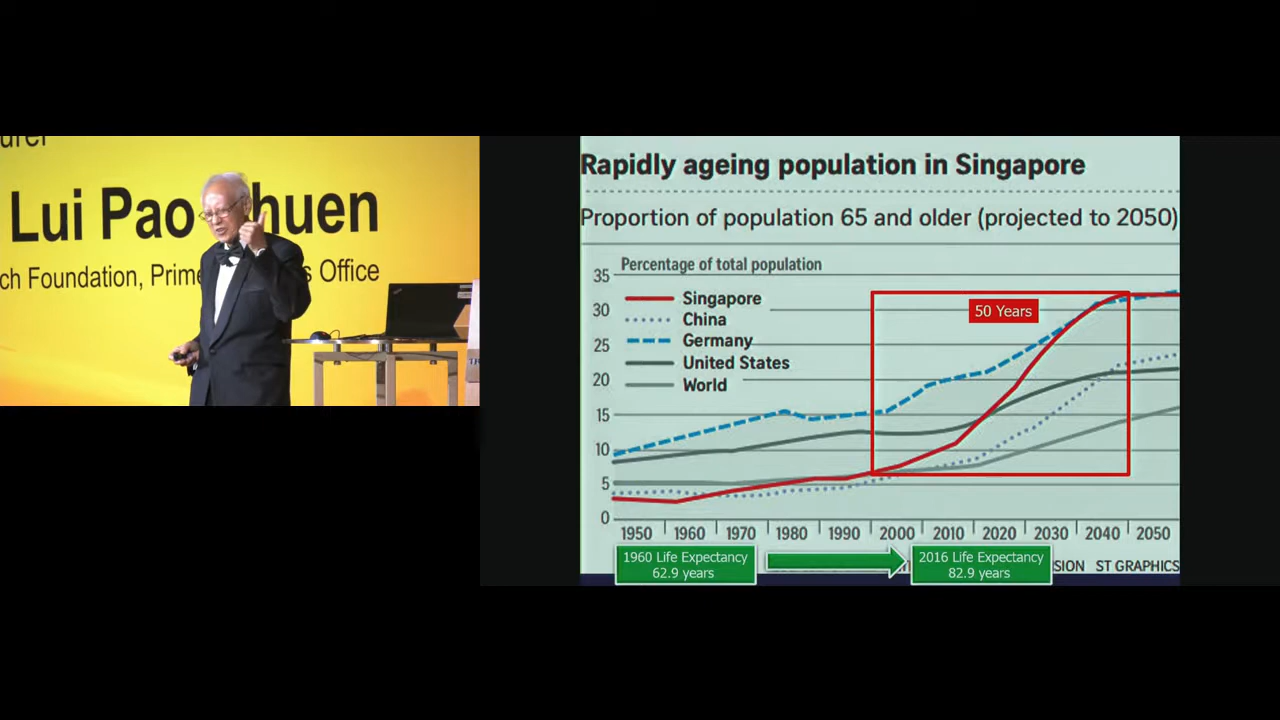 urer
Lui Pao huen
ch Foundation, Prime s Office
Rapidly ageing population in Singapore
Proportion of population 65 and older (projected to 2050)
Percentage of total population
35
30
25
20
15
10
5
0
Singapore
China
Germany
United States
World
50 Years
1950 1960 1970 1980 1990 2000 2010 2020 2030 2040 2050
1960 Life Expectancy
62.9 years
2016 Life Expectancy
82.9 years
SION ST GRAPHICS